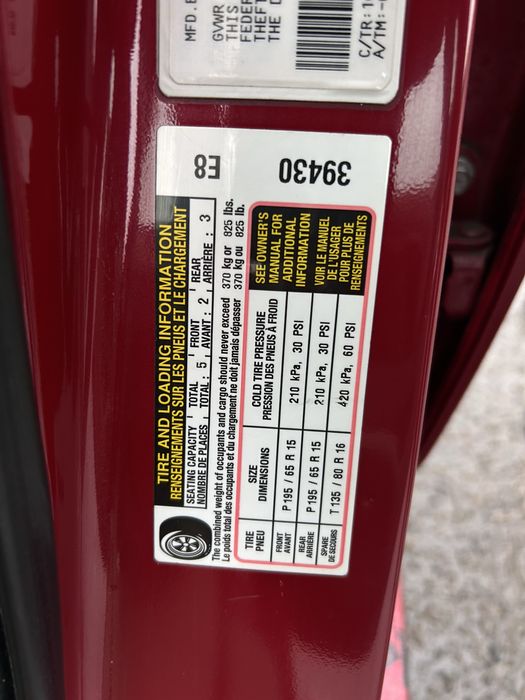 MFD.B
GVWR
THIS
FEDER
THEFT
THE D
C/TR:1
A/TM:
TIRE AND LOADING INFORMATION
RENSEIGNEMENTS SUR LES PNEUS ET LE CHARGEMENT
SEATING CAPACITY TOTAL FRONT REAR
NOMBRE DE PLACES TOTAL: 5, AVANT: 2 ARRIÈRE: 3
The combined weight of occupants and cargo should never exceed 370 kg or 825 lbs.
Le poids total des occupants et du chargement ne doit jamais dépasser 370 kg ou 825 lb.
TIRE PNEU SIZE DIMENSIONS COLD TIRE PRESSURE PRESSION DES PNEUS À FROID
FRONT AVANT P195 / 65 R 15 210 kPa, 30 PSI
REAR ARRIÈRE P195 / 65 R 15 210 kPa, 30 PSI
SPARE DE SECOURS T 135 / 80 R 16 420 kPa, 60 PSI
SEE OWNER'S
MANUAL FOR
ADDITIONAL
INFORMATION
VOIR LE MANUEL
DE L'USAGER
POUR PLUS DE
RENSEIGNEMENTS
E8
39430